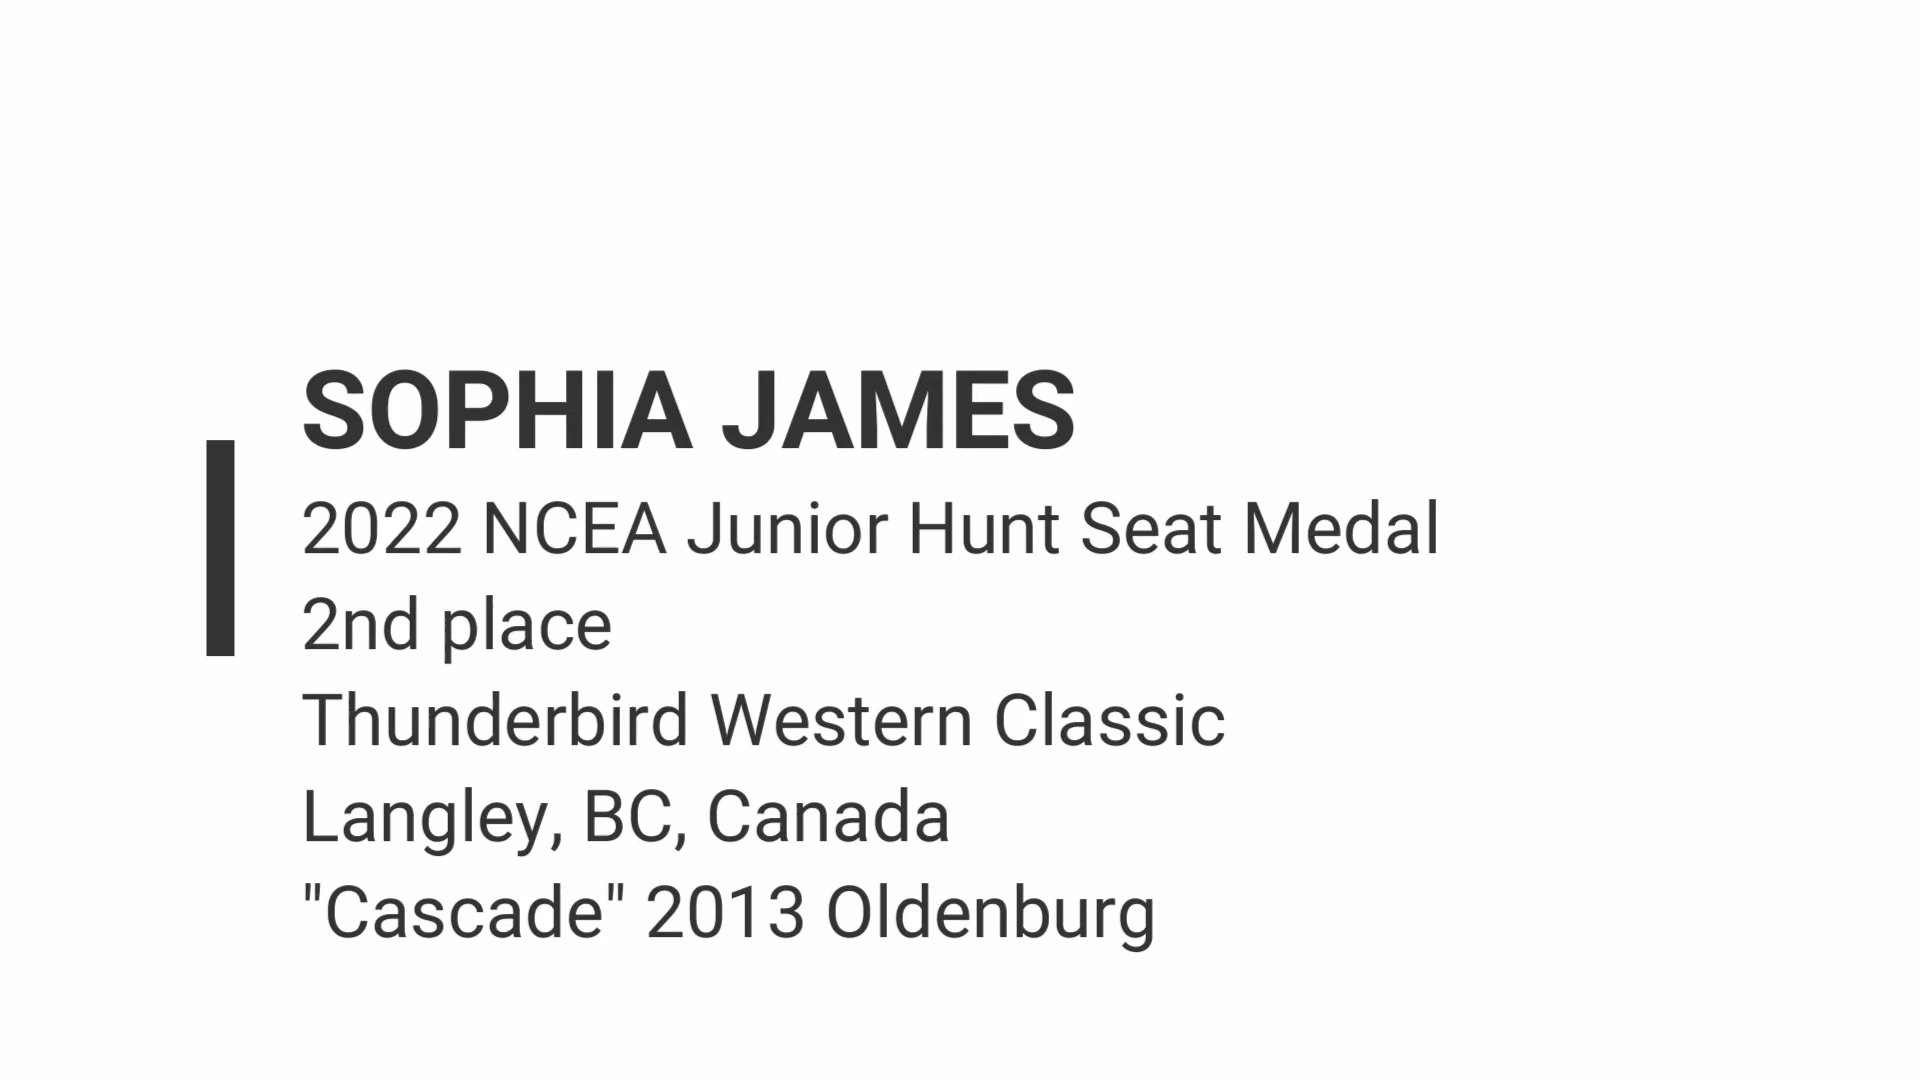 SOPHIA JAMES
2022 NCEA Junior Hunt Seat Medal
2nd place
Thunderbird Western Classic
Langley, BC, Canada
"Cascade" 2013 Oldenburg